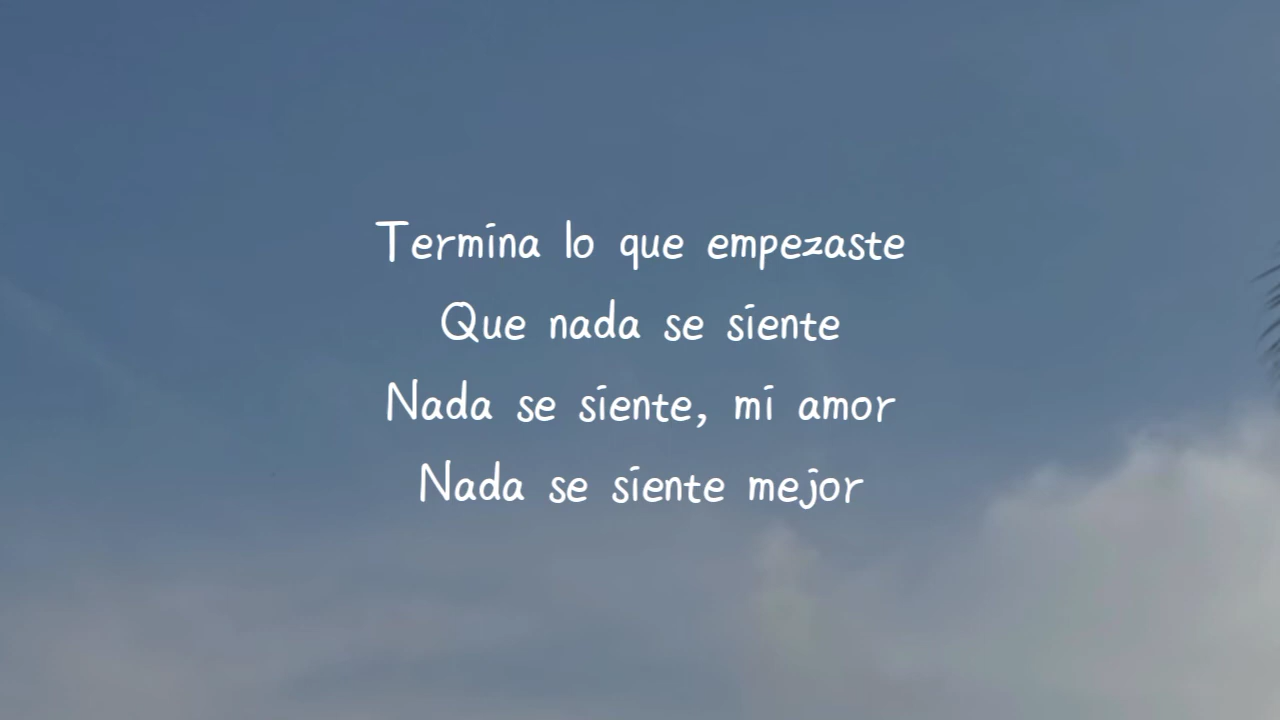 Termina lo que empezaste
Que nada se siente
Nada se siente, mi amor
Nada se siente mejor